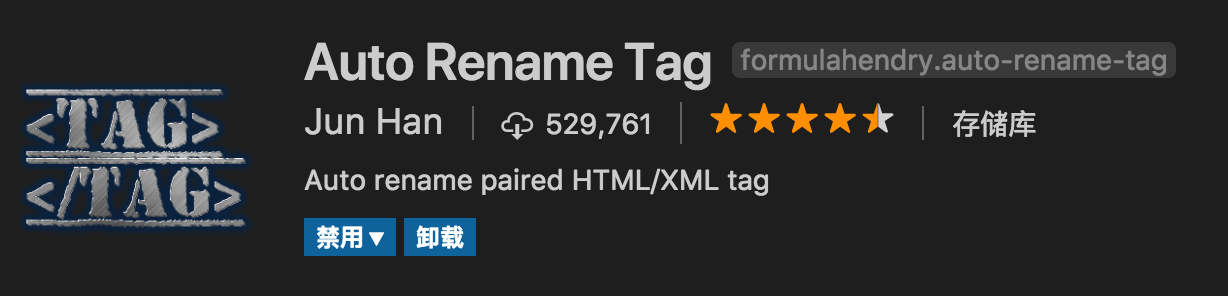 Auto Rename Tag formulahendry.auto-rename-tag
<TAG>
</TAG>
Jun Han 529,761 存储库
Auto rename paired HTML/XML tag
禁用 卸载